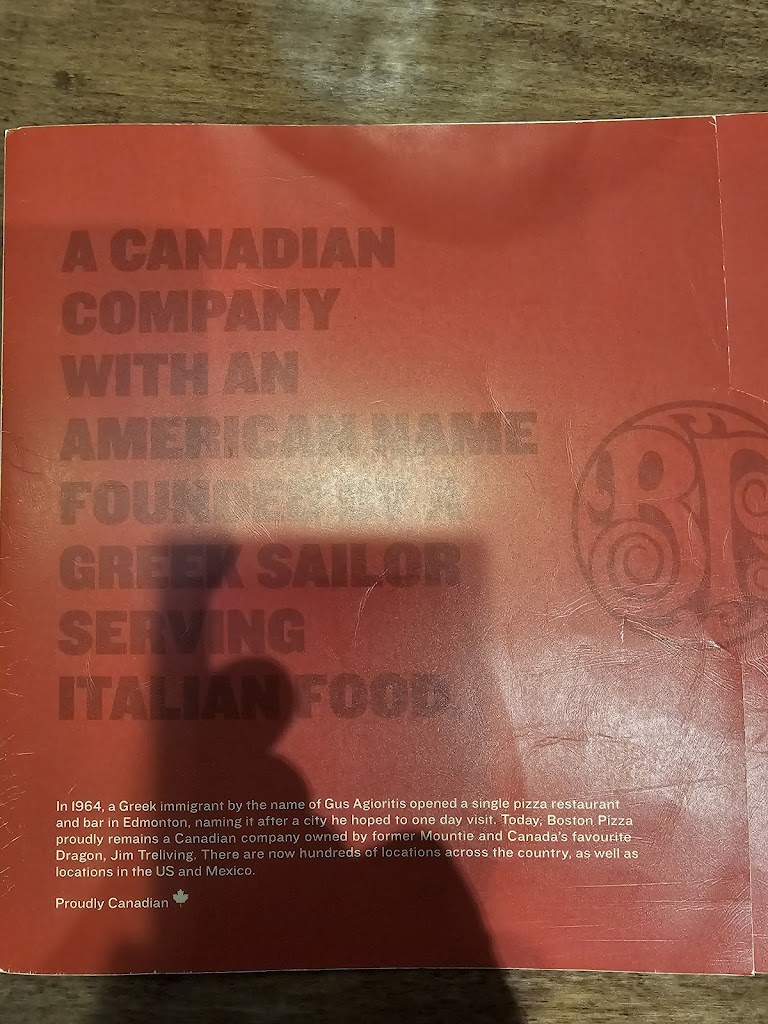 A CANADIAN
COMPANY
WITH AN
AMERICAN NAME
FOUNDED BY A
GREEK SAILOR
SERVING
ITALIAN FOOD.
BP
In 1964, a Greek immigrant by the name of Gus Agioritis opened a single pizza restaurant
and bar in Edmonton, naming it after a city he hoped to one day visit. Today, Boston Pizza
proudly remains a Canadian company owned by former Mountie and Canada's favourite
Dragon, Jim Treliving. There are now hundreds of locations across the country, as well as
locations in the US and Mexico.
Proudly Canadian